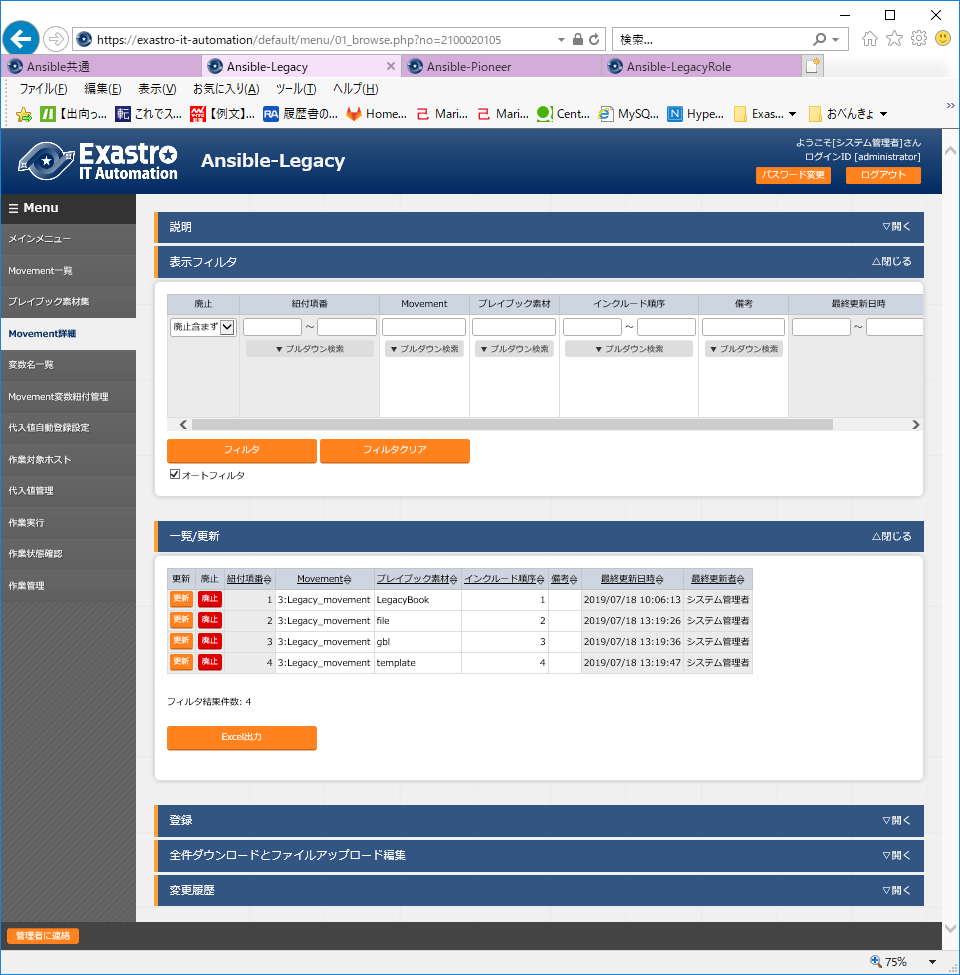 https://exastro-it-automation/default/menu/01_browse.php?no=2100020105
検索...
Ansible共通 Ansible-Legacy Ansible-Pioneer Ansible-LegacyRole
ファイル(F) 編集(E) 表示(V) お気に入り(A) ツール(T) ヘルプ(H)
【出向っ... これでス... 【例文】... RA 履歴書の... Home... Mari... Mari... Cent... MySQ... Hype... Exas... おべんきょ
Exastro
IT Automation
Ansible-Legacy
ようこそ[システム管理者]さん
ログインID [administrator]
パスワード変更 ログアウト
☰ Menu
メインメニュー
Movement一覧
プレイブック素材集
Movement詳細
変数名一覧
Movement変数紐付管理
代入値自動登録設定
作業対象ホスト
代入値管理
作業実行
作業状態確認
作業管理
説明 ▽開く
表示フィルタ △閉じる
廃止 紐付項番 Movement プレイブック素材 インクルード順序 備考 最終更新日時
廃止含まず ～ ～ ～
▼プルダウン検索 ▼プルダウン検索 ▼プルダウン検索 ▼プルダウン検索 ▼プルダウン検索
フィルタ フィルタクリア
オートフィルタ
一覧/更新 △閉じる
更新 廃止 紐付項番 Movement プレイブック素材 インクルード順序 備考 最終更新日時 最終更新者
更新 廃止 1 3:Legacy_movement LegacyBook 1 2019/07/18 10:06:13 システム管理者
更新 廃止 2 3:Legacy_movement file 2 2019/07/18 13:19:26 システム管理者
更新 廃止 3 3:Legacy_movement gbl 3 2019/07/18 13:19:36 システム管理者
更新 廃止 4 3:Legacy_movement template 4 2019/07/18 13:19:47 システム管理者
フィルタ結果件数: 4
Excel出力
登録 ▽開く
全件ダウンロードとファイルアップロード編集 ▽開く
変更履歴 ▽開く
管理者に連絡
75%